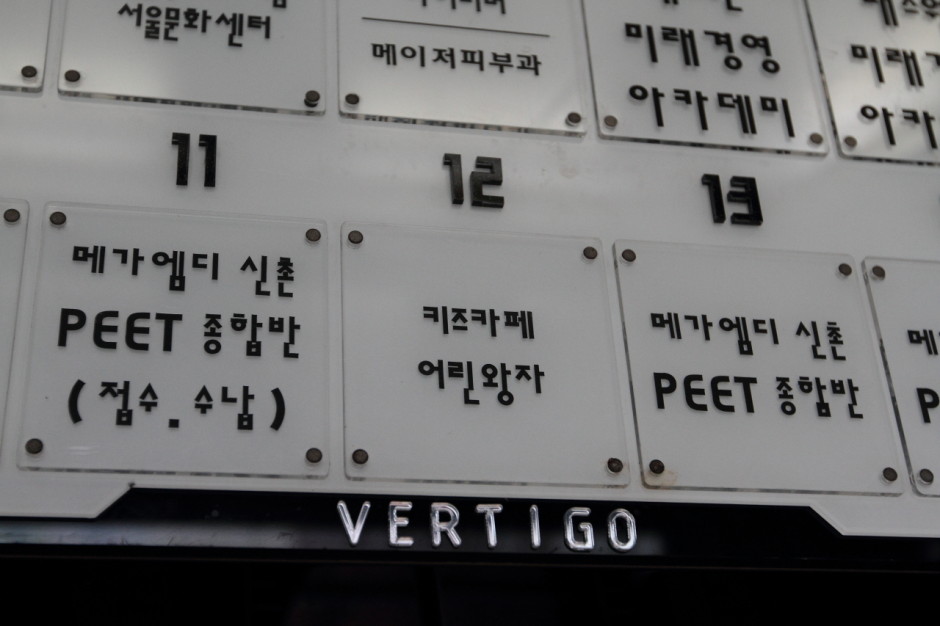 서울문화센터
메이저피부과
미래경영
아카데미
미래
아카
11
12
13
메가엠디 신촌
PEET 종합반
(접수.수납)
키즈카페
어린왕자
메가엠디 신촌
PEET 종합반
메
P
VERTIGO